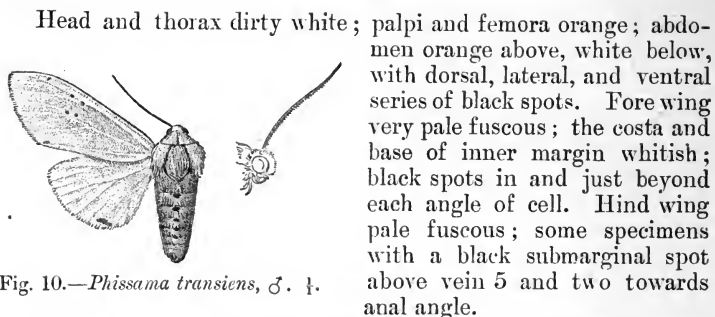 Head and thorax dirty white; palpi and femora orange; abdo-
men orange above, white below,
with dorsal, lateral, and ventral
series of black spots. Fore wing
very pale fuscous; the costa and
base of inner margin whitish;
black spots in and just beyond
each angle of cell. Hind wing
pale fuscous; some specimens
with a black submarginal spot
above vein 5 and two towards
anal angle.
Fig. 10.—Phissama transiens, ♂. ¼.